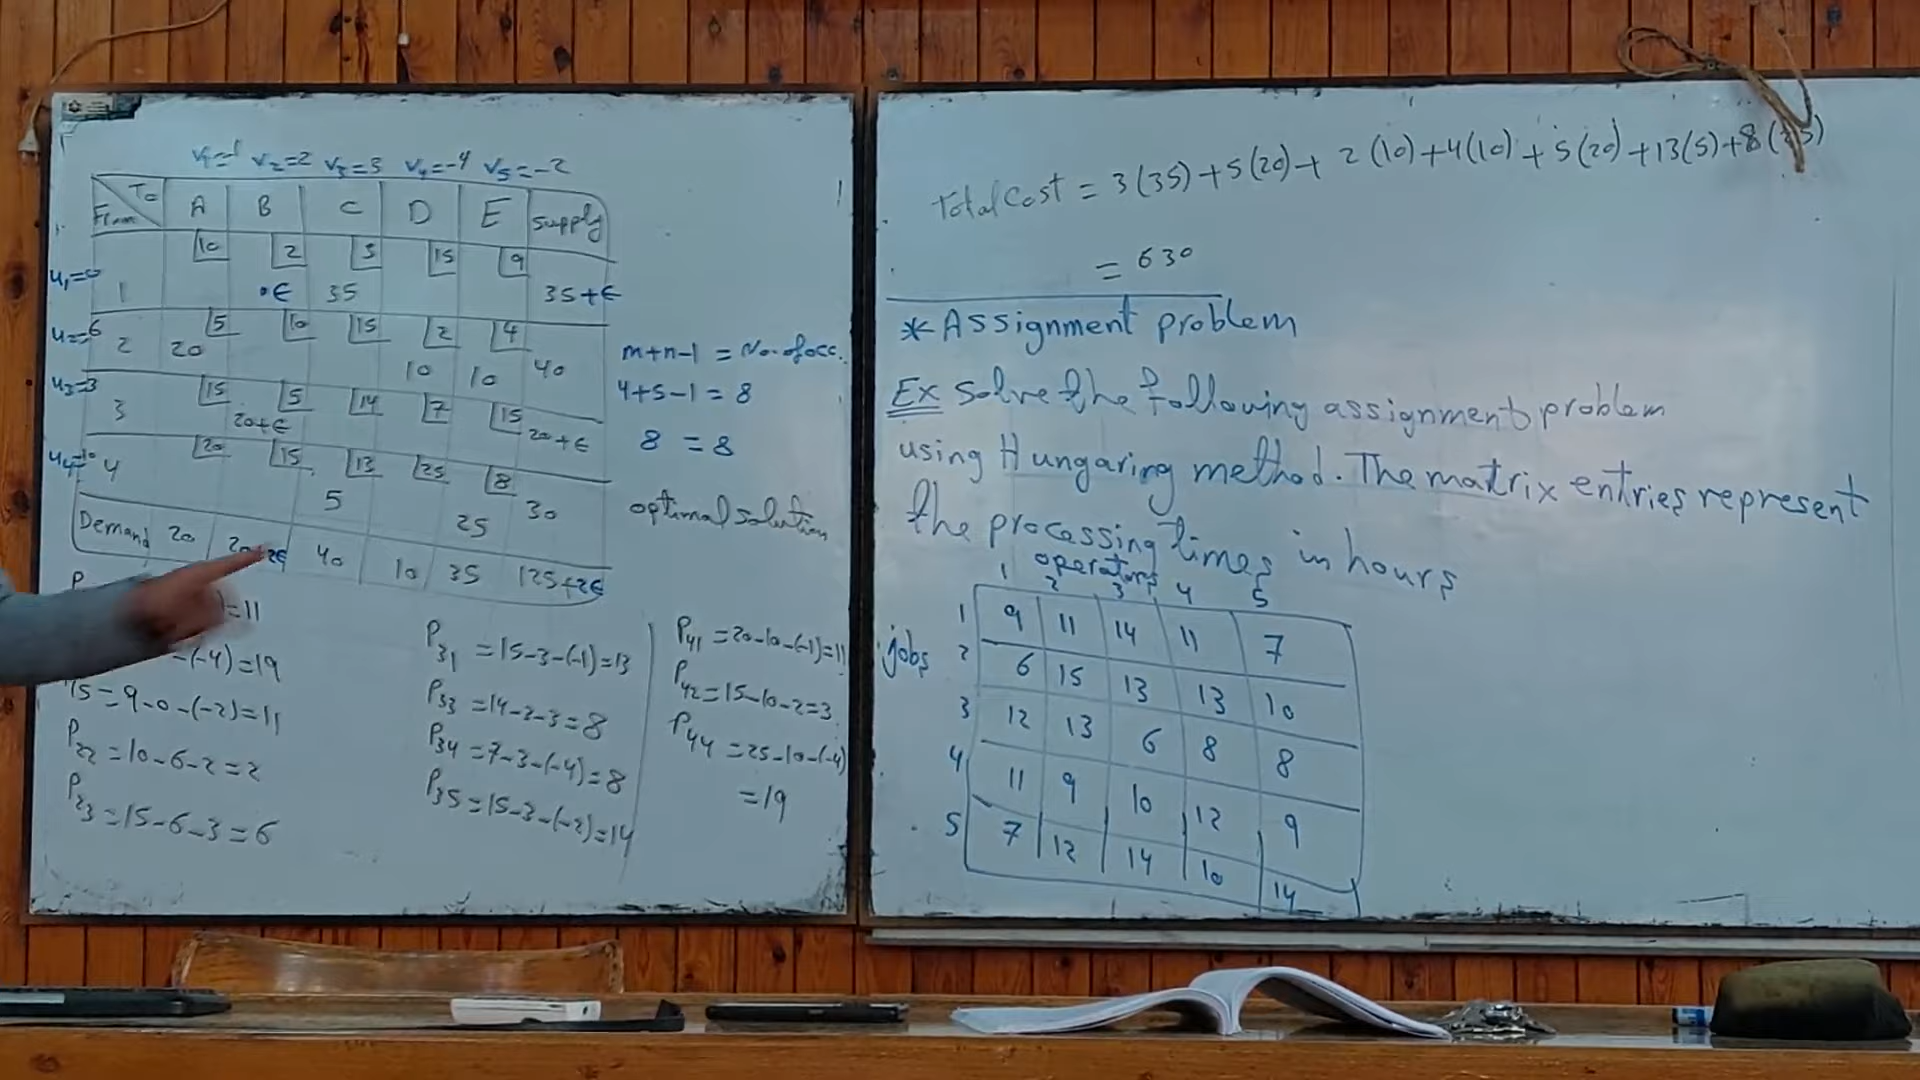 V₁=-1 V₂=2 V₃=3 V₄=-4 V₅=-2
From To A B C D E Supply
u₁=0 1 10 2 3 15 9
•ϵ 35 35+ϵ
u₂=6 2 5 10 15 2 4
20 10 10 40
u₃=3 3 15 5 14 7 15
20+ϵ 20+ϵ
u₄=10 4 20 15 13 25 8
5 25 30
Demand 20 40 10 35 125+2ϵ
m+n-1 = No. of occ.
4+5-1 = 8
8 = 8
optimal solution
=11
-(-4)=19
=9-0-(-2)=11
P₂₂=10-6-2=2
P₂₃=15-6-3=6
P₃₁ =15-3-(-1)=13
P₃₃ =14-3-3=8
P₃₄ =7-3-(-4)=8
P₃₅ =15-3-(-2)=14
P₄₁ =20-10-(-1)=11
P₄₂=15-10-2=3
P₄₄ =25-10-(-4)
=19
Total Cost = 3(35)+5(20)+ 2(10)+4(10)+5(20)+13(5)+8(25)
= 630
*Assignment problem
Ex Solve the following assignment problem
using Hungaring method. The matrix entries represent
the processing times in hours
operators
1 2 3 4 5
jobs
1 9 11 14 11 7
2 6 15 13 13 10
3 12 13 6 8 8
4 11 9 10 12 9
5 7 12 14 10 14